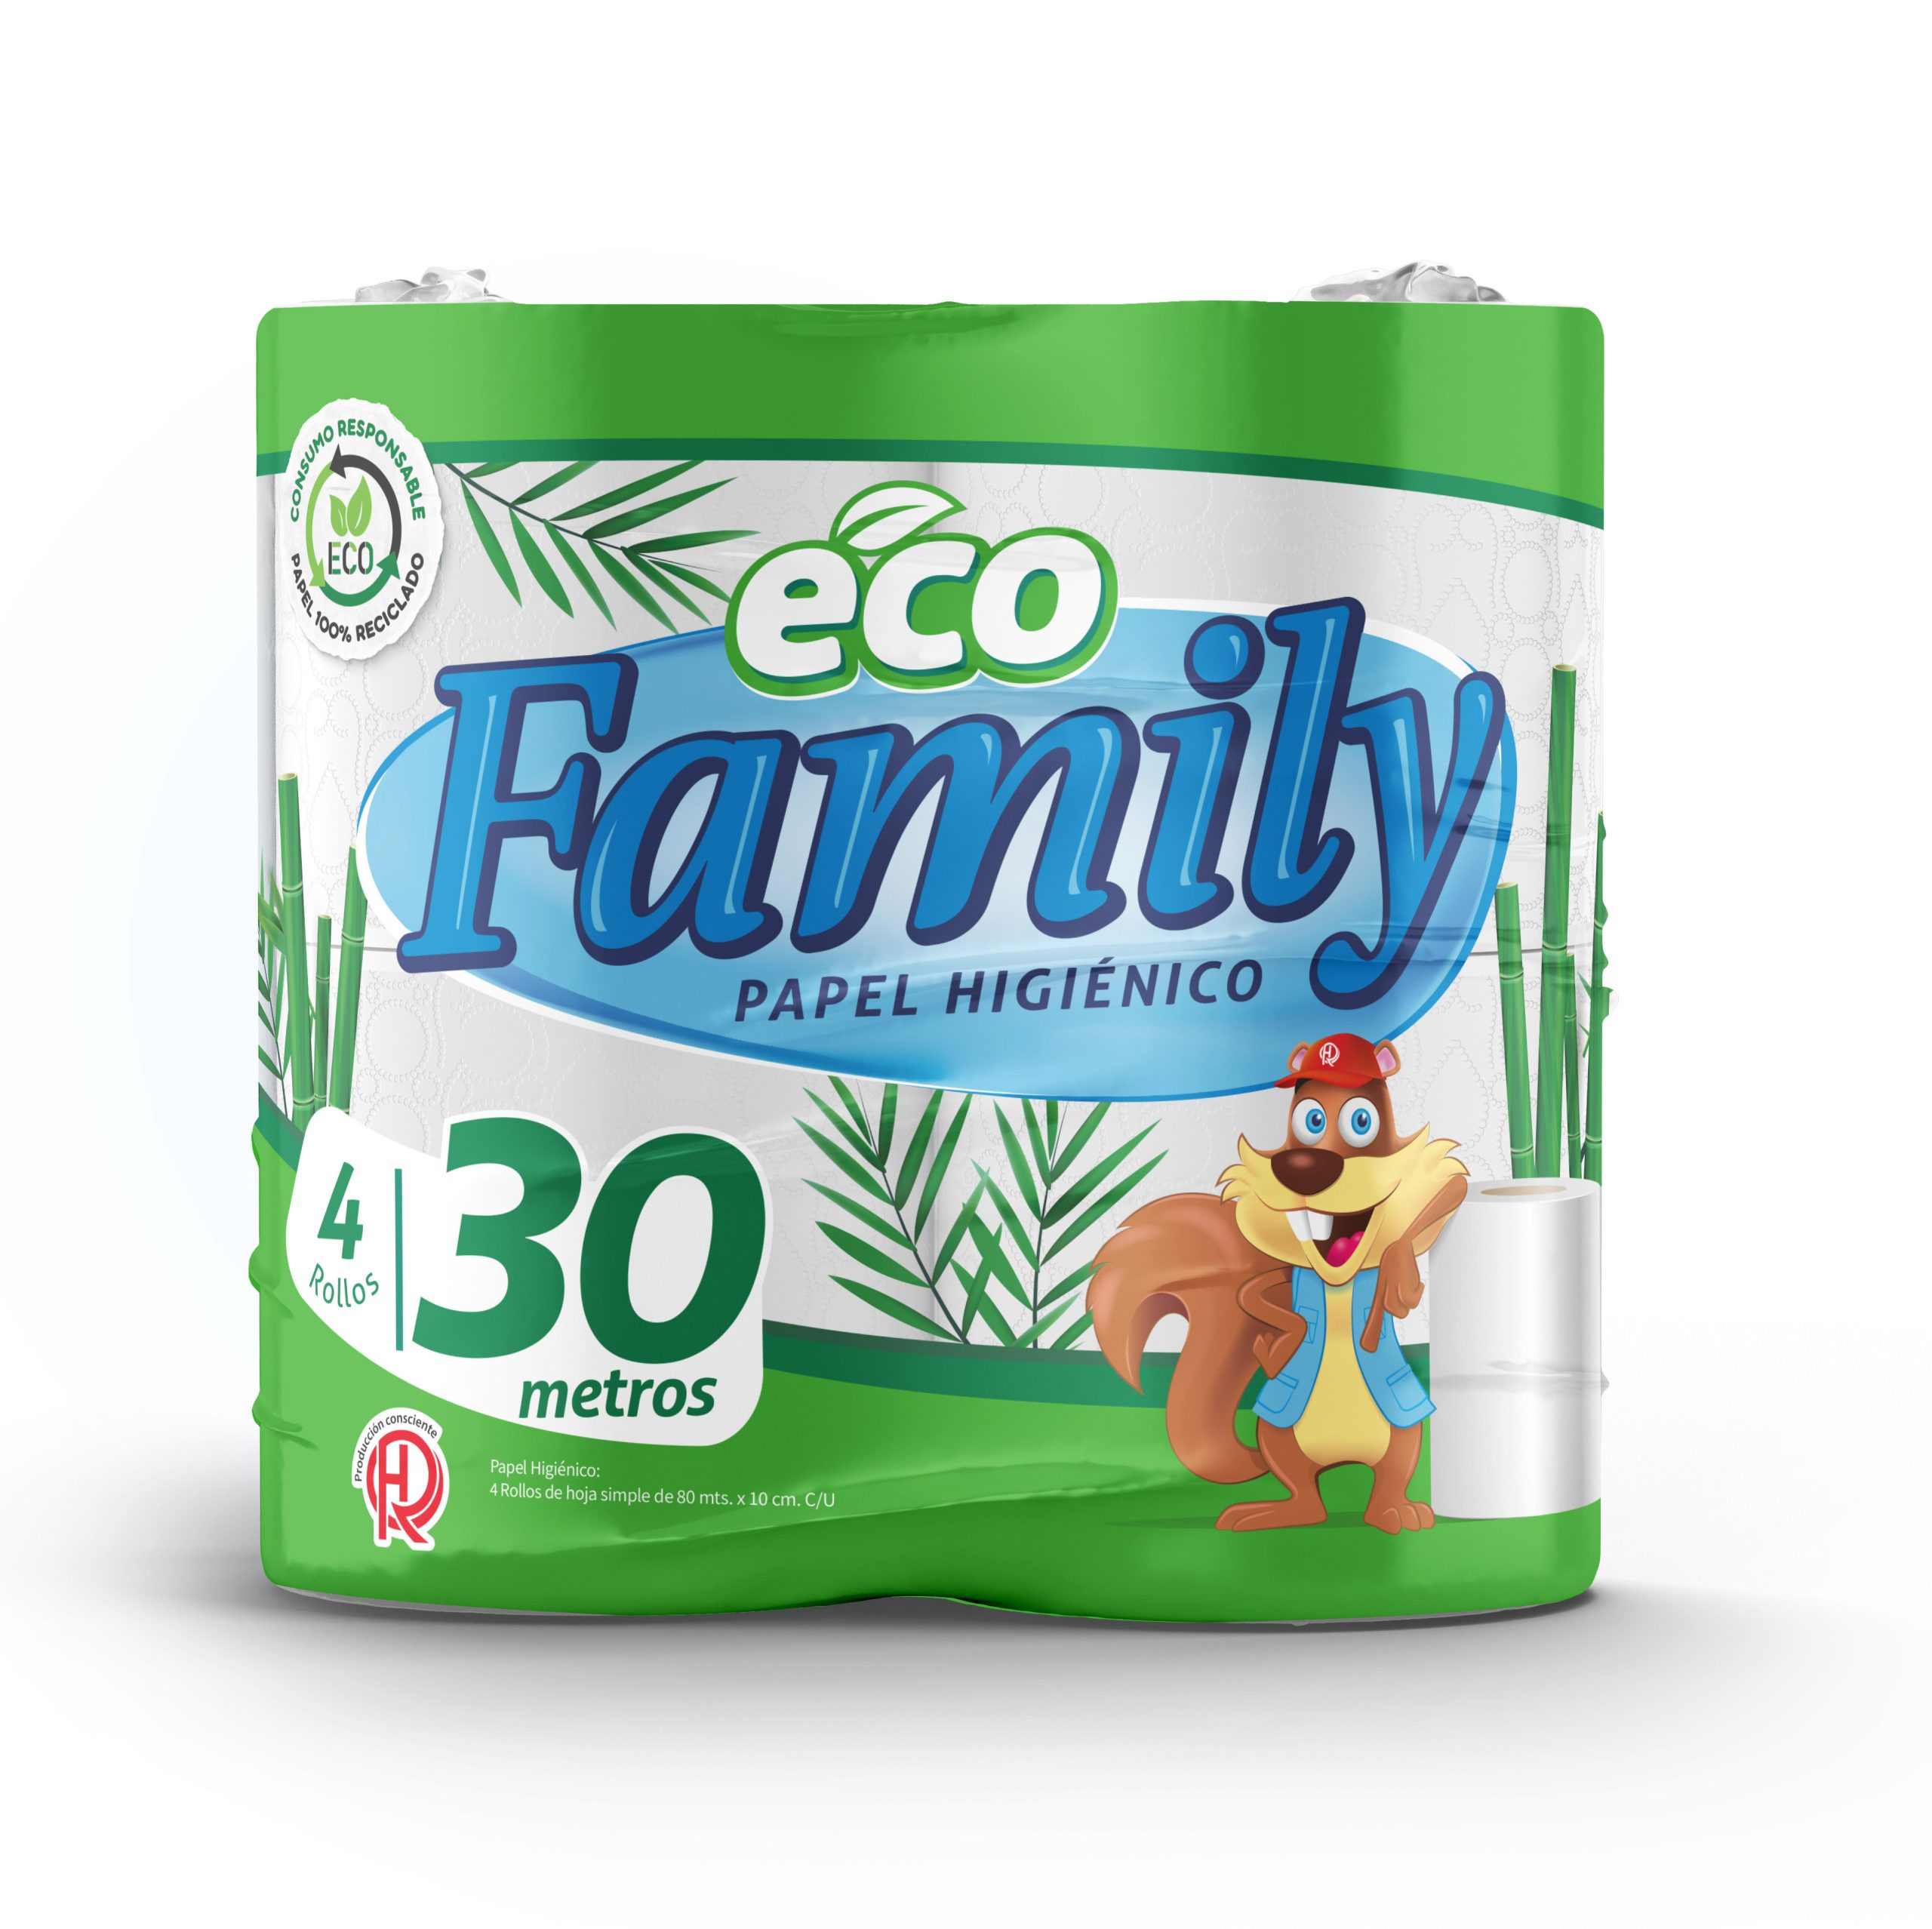 CONSUMO RESPONSABLE
ECO
PAPEL 100% RECICLADO
eco
Family
PAPEL HIGIÉNICO
4
Rollos
30
metros
Producción consciente
HR
Papel Higiénico:
4 Rollos de hoja simple de 80 mts. x 10 cm. C/U